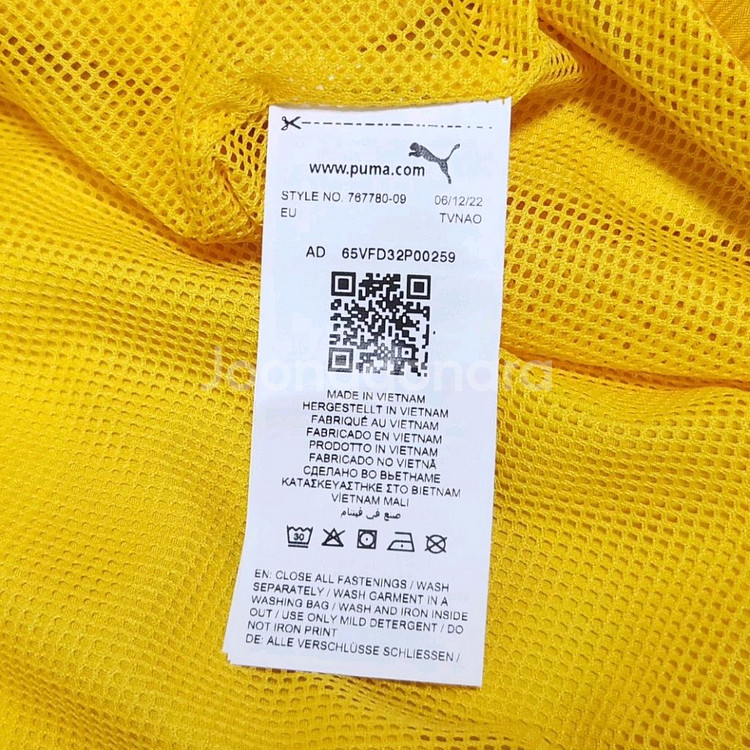 www.puma.com
STYLE NO. 767780-09 06/12/22
EU TVNAO
AD 65VFD32P00259
Joonggonara
MADE IN VIETNAM
HERGESTELLT IN VIETNAM
FABRIQUÉ AU VIETNAM
FABRICADO EN VIETNAM
PRODOTTO IN VIETNAM
FABRICADO NO VIETNÃ
СДЕЛАНО ВО ВЬЕТНАМЕ
ΚΑΤΑΣΚΕΥΑΣΤΗΚΕ ΣΤΟ ΒΙΕΤΝΑΜ
VİETNAM MALI
صنع في فيتنام
30
EN: CLOSE ALL FASTENINGS / WASH
SEPARATELY / WASH GARMENT IN A
WASHING BAG / WASH AND IRON INSIDE
OUT / USE ONLY MILD DETERGENT / DO
NOT IRON PRINT
DE: ALLE VERSCHLÜSSE SCHLIESSEN /